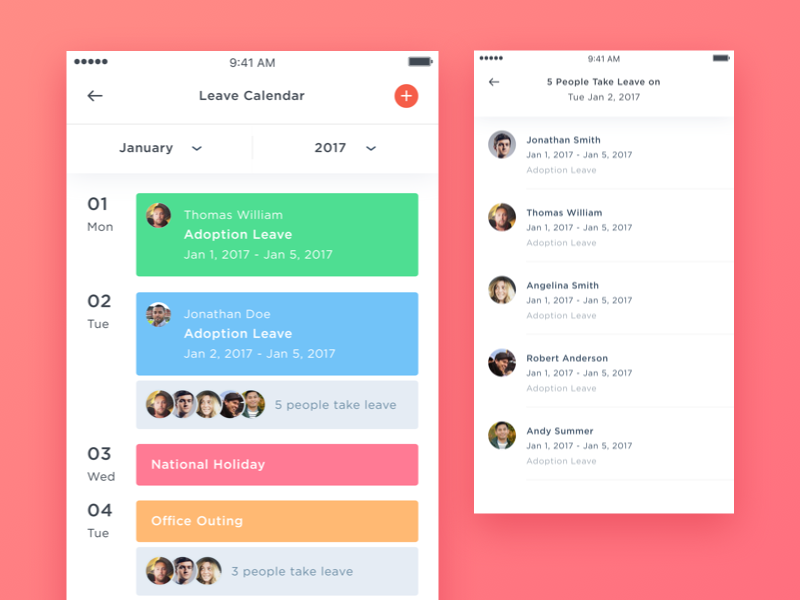 9:41 AM
Leave Calendar
January
2017
01
Mon
Thomas William
Adoption Leave
Jan 1, 2017 - Jan 5, 2017
02
Tue
Jonathan Doe
Adoption Leave
Jan 2, 2017 - Jan 5, 2017
5 people take leave
03
Wed
National Holiday
04
Tue
Office Outing
3 people take leave
9:41 AM
5 People Take Leave on
Tue Jan 2, 2017
Jonathan Smith
Jan 1, 2017 - Jan 5, 2017
Adoption Leave
Thomas William
Jan 1, 2017 - Jan 5, 2017
Adoption Leave
Angelina Smith
Jan 1, 2017 - Jan 5, 2017
Adoption Leave
Robert Anderson
Jan 1, 2017 - Jan 5, 2017
Adoption Leave
Andy Summer
Jan 1, 2017 - Jan 5, 2017
Adoption Leave